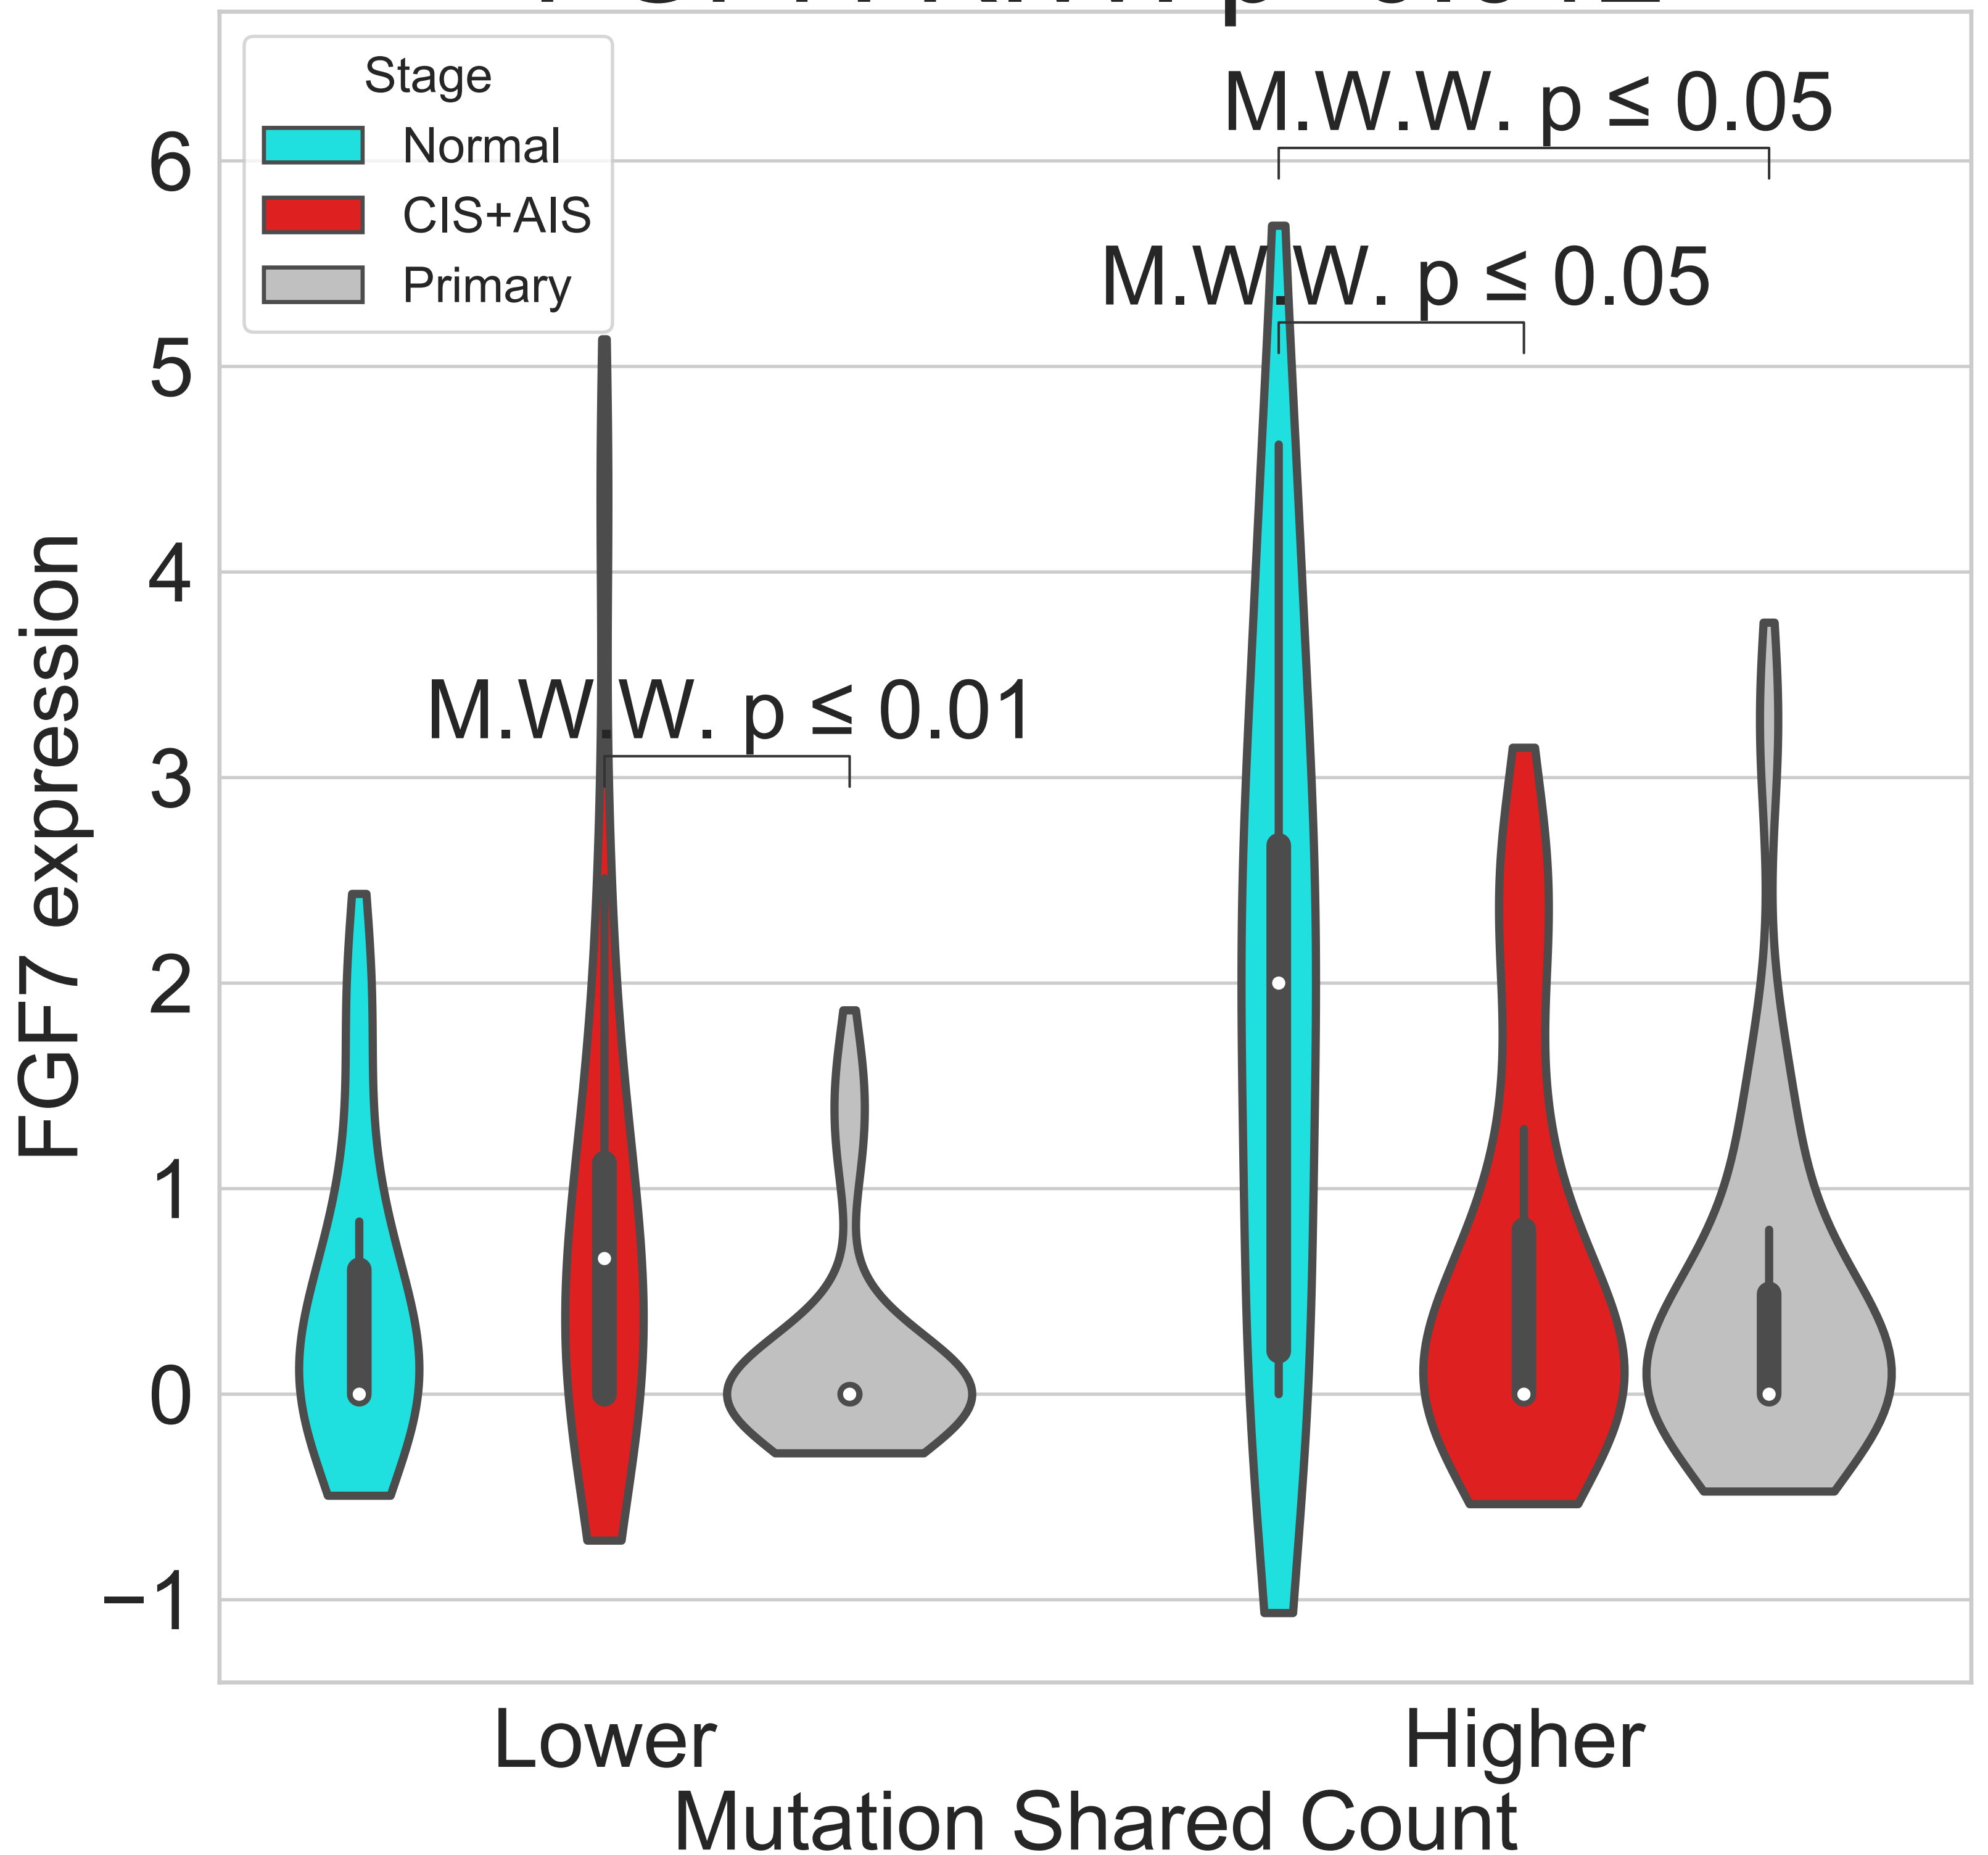 Stage
Normal
CIS+AIS
Primary
M.W.W. p ≤ 0.05
M.W.W. p ≤ 0.05
M.W.W. p ≤ 0.01
6
5
4
3
2
1
0
−1
FGF7 expression
Lower
Higher
Mutation Shared Count